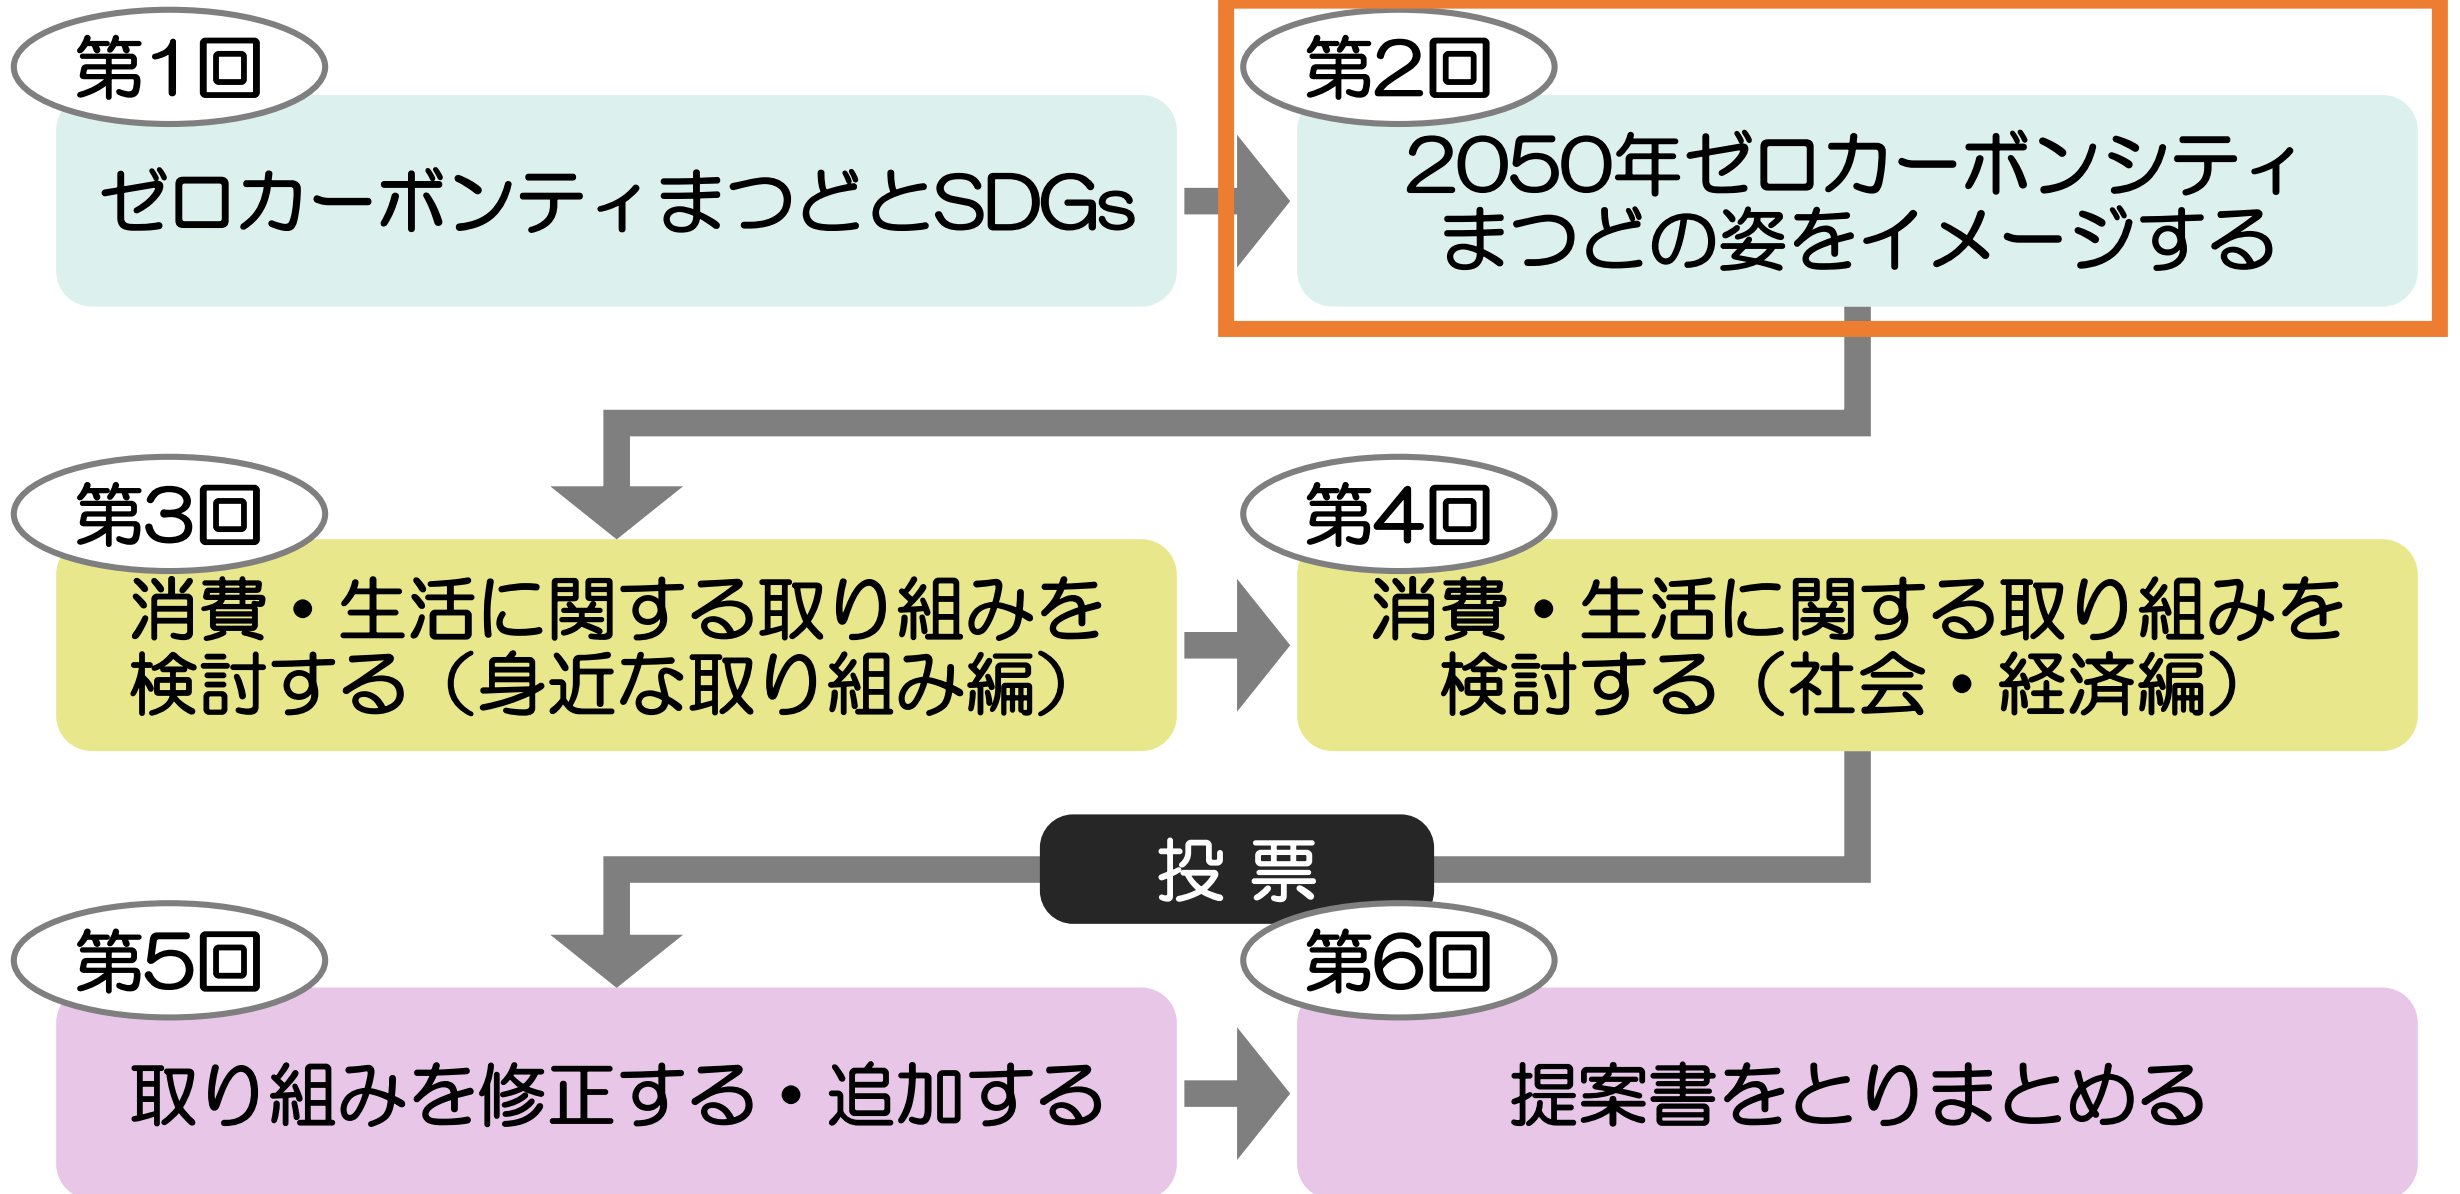 第1回
ゼロカーボンティまつどとSDGs
第2回
2050年ゼロカーボンシティ
まつどの姿をイメージする
第3回
消費・生活に関する取り組みを
検討する（身近な取り組み編）
第4回
消費・生活に関する取り組みを
検討する（社会・経済編）
投票
第5回
取り組みを修正する・追加する
第6回
提案書をとりまとめる